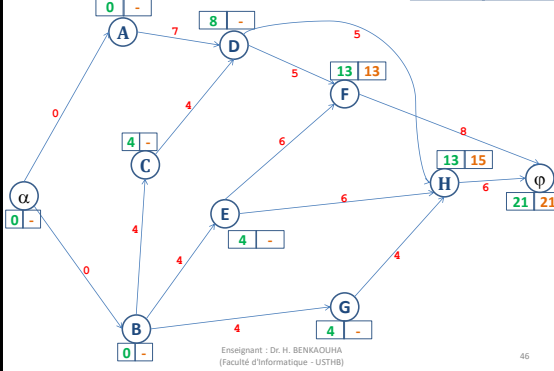 0 -
A
7
8 -
D
5
5
13 13
F
0
4
6
8
4 -
C
13 15
H
6
φ
21 21
α
0 -
4
E
4 -
6
4
0
4
B
0 -
4
G
4 -
Enseignant : Dr. H. BENKAOUHA
(Faculté d'Informatique - USTHB)
46